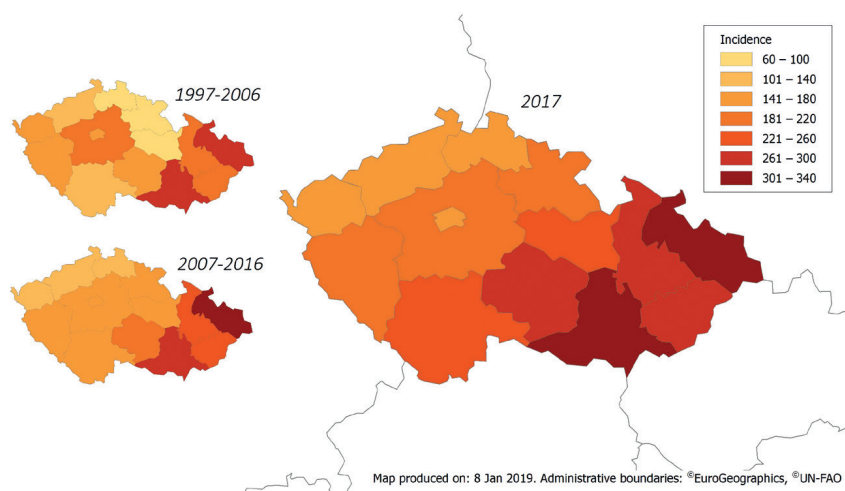 1997-2006
2007-2016
2017
Incidence
60 – 100
101 – 140
141 – 180
181 – 220
221 – 260
261 – 300
301 – 340
Map produced on: 8 Jan 2019. Administrative boundaries: ©EuroGeographics, ©UN-FAO